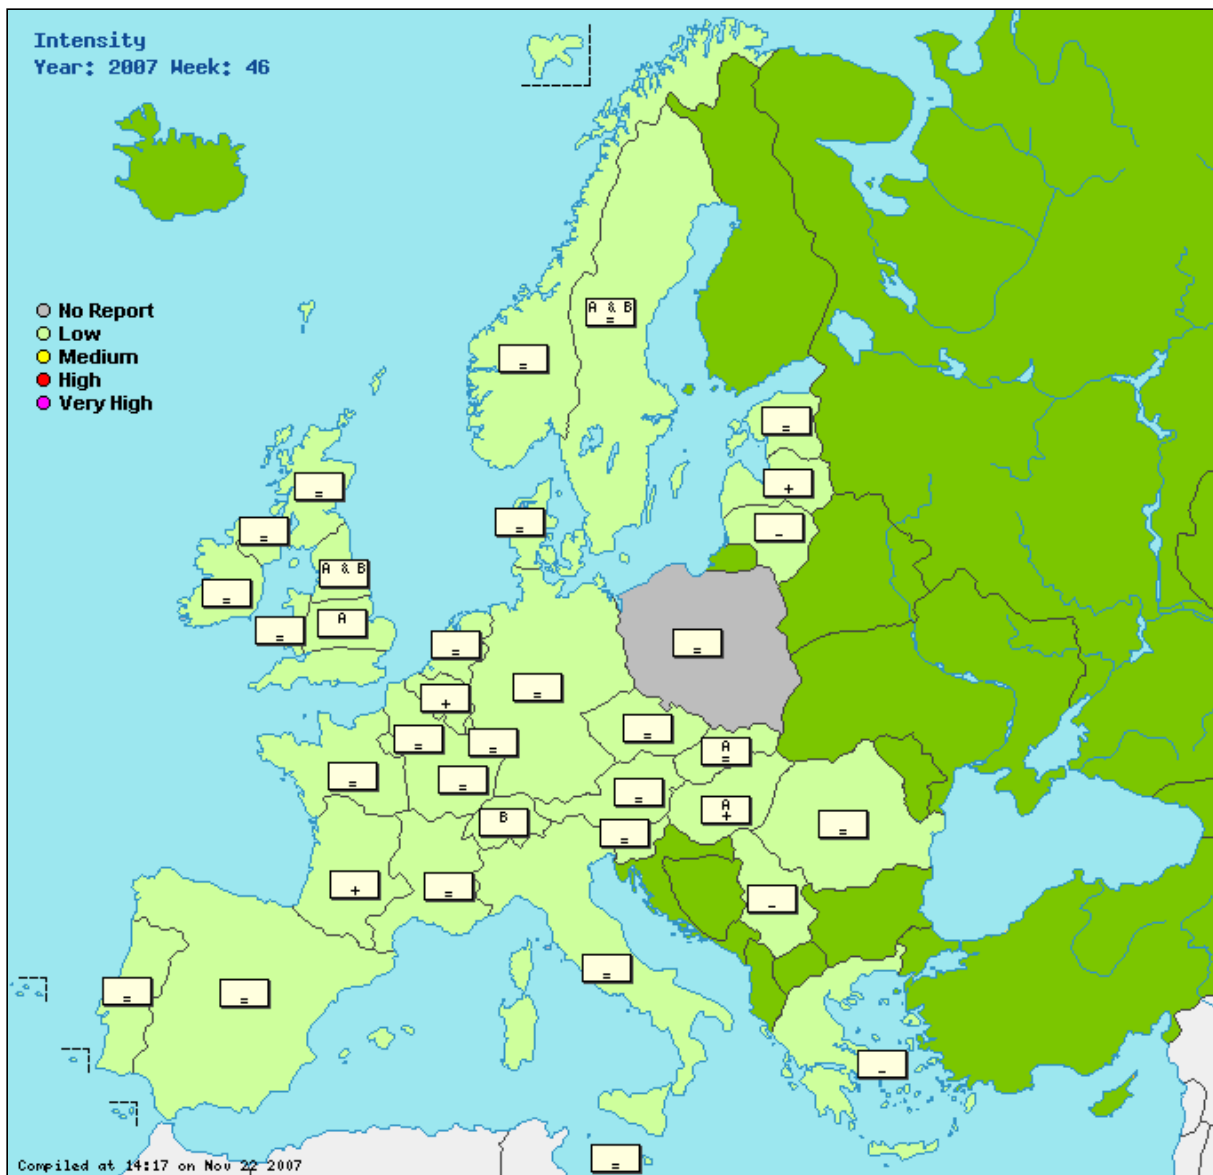 Intensity
Year: 2007 Week: 46
No Report
Low
Medium
High
Very High
A & B
=
=
=
+
=
-
=
=
A & B
=
A
=
=
=
=
+
=
=
=
A
=
=
=
=
A
+
B
=
=
+
=
-
=
=
=
-
=
Compiled at 14:17 on Nov 22 2007